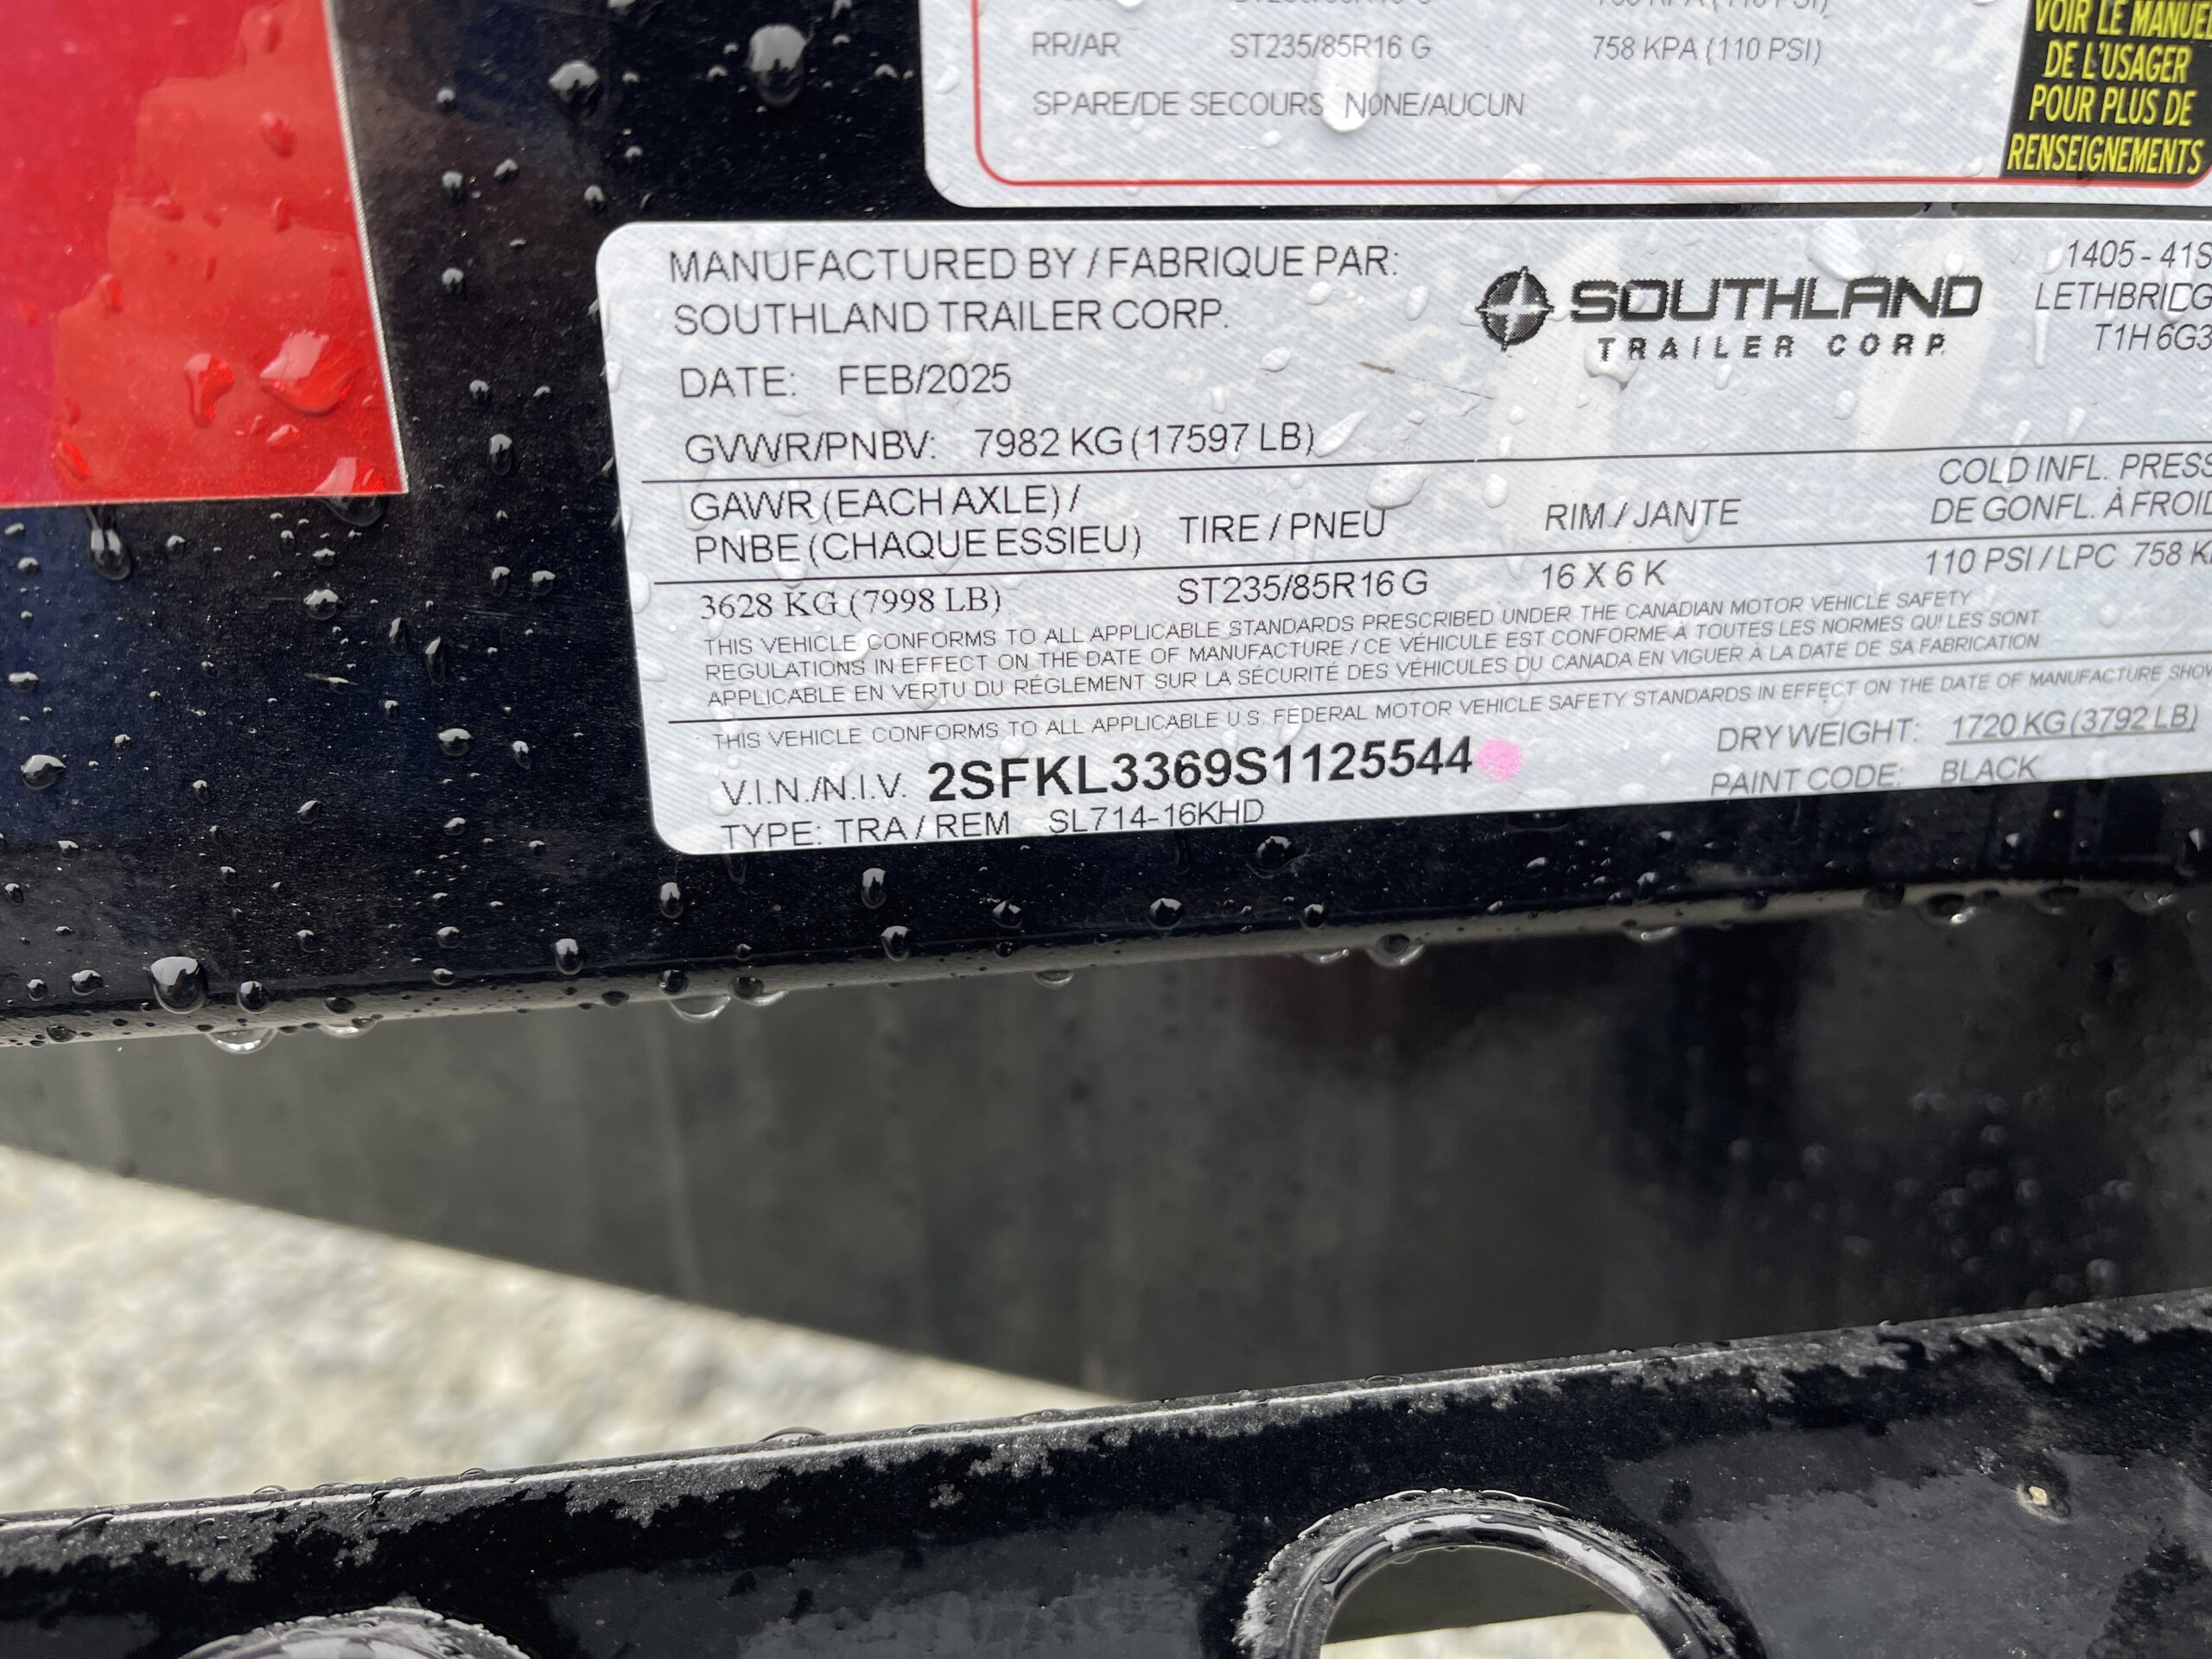 RR/AR ST235/85R16 G 758 KPA (110 PSI)
SPARE/DE SECOURS NONE/AUCUN
VOIR LE MANUEL
DE L'USAGER
POUR PLUS DE
RENSEIGNEMENTS
MANUFACTURED BY / FABRIQUE PAR:
SOUTHLAND TRAILER CORP.
SOUTHLAND
TRAILER CORP.
1405 - 41S
LETHBRIDG
T1H 6G3
DATE: FEB/2025
GVWR/PNBV: 7982 KG (17597 LB)
GAWR (EACH AXLE) /
PNBE (CHAQUE ESSIEU) TIRE / PNEU RIM / JANTE
COLD INFL. PRESS
DE GONFL. À FROID
3628 KG (7998 LB) ST235/85R16 G 16 X 6 K 110 PSI / LPC 758 K
THIS VEHICLE CONFORMS TO ALL APPLICABLE STANDARDS PRESCRIBED UNDER THE CANADIAN MOTOR VEHICLE SAFETY
REGULATIONS IN EFFECT ON THE DATE OF MANUFACTURE / CE VÉHICULE EST CONFORME À TOUTES LES NORMES QU' LES SONT
APPLICABLE EN VERTU DU RÉGLEMENT SUR LA SÉCURITÉ DES VÉHICULES DU CANADA EN VIGUER À LA DATE DE SA FABRICATION
THIS VEHICLE CONFORMS TO ALL APPLICABLE U.S. FEDERAL MOTOR VEHICLE SAFETY STANDARDS IN EFFECT ON THE DATE OF MANUFACTURE SHOW
V.I.N./N.I.V. 2SFKL3369S1125544
DRY WEIGHT: 1720 KG (3792 LB)
TYPE: TRA / REM SL714-16KHD
PAINT CODE: BLACK